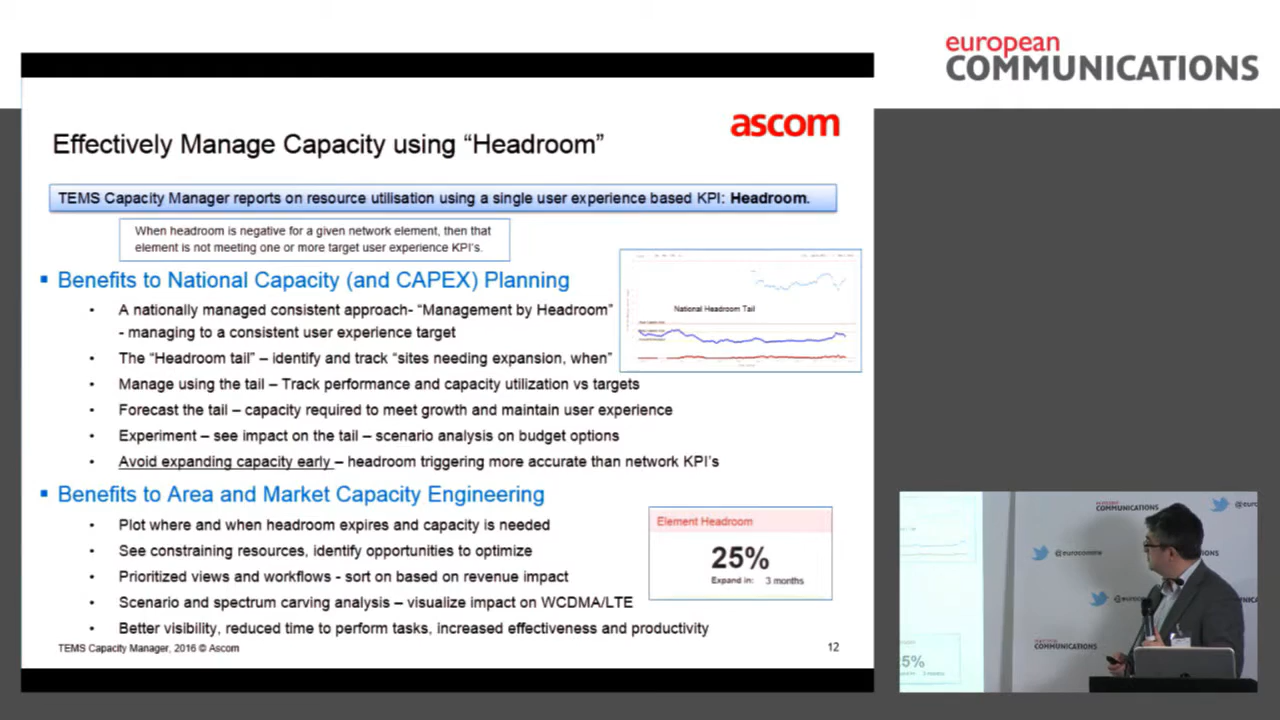 european
COMMUNICATIONS
ascom
Effectively Manage Capacity using “Headroom”
TEMS Capacity Manager reports on resource utilisation using a single user experience based KPI: Headroom.
When headroom is negative for a given network element, then that
element is not meeting one or more target user experience KPI's.
▪ Benefits to National Capacity (and CAPEX) Planning
• A nationally managed consistent approach- “Management by Headroom”
- managing to a consistent user experience target
• The “Headroom tail” – identify and track “sites needing expansion, when”
• Manage using the tail – Track performance and capacity utilization vs targets
• Forecast the tail – capacity required to meet growth and maintain user experience
• Experiment – see impact on the tail – scenario analysis on budget options
• Avoid expanding capacity early – headroom triggering more accurate than network KPI's
National Headroom Tail
▪ Benefits to Area and Market Capacity Engineering
• Plot where and when headroom expires and capacity is needed
• See constraining resources, identify opportunities to optimize
• Prioritized views and workflows - sort on based on revenue impact
• Scenario and spectrum carving analysis – visualize impact on WCDMA/LTE
• Better visibility, reduced time to perform tasks, increased effectiveness and productivity
Element Headroom
25%
Expand in: 3 months
TEMS Capacity Manager, 2016 © Ascom
12
COMMUNICATIONS
@eurocomms
COMMUNICATIONS